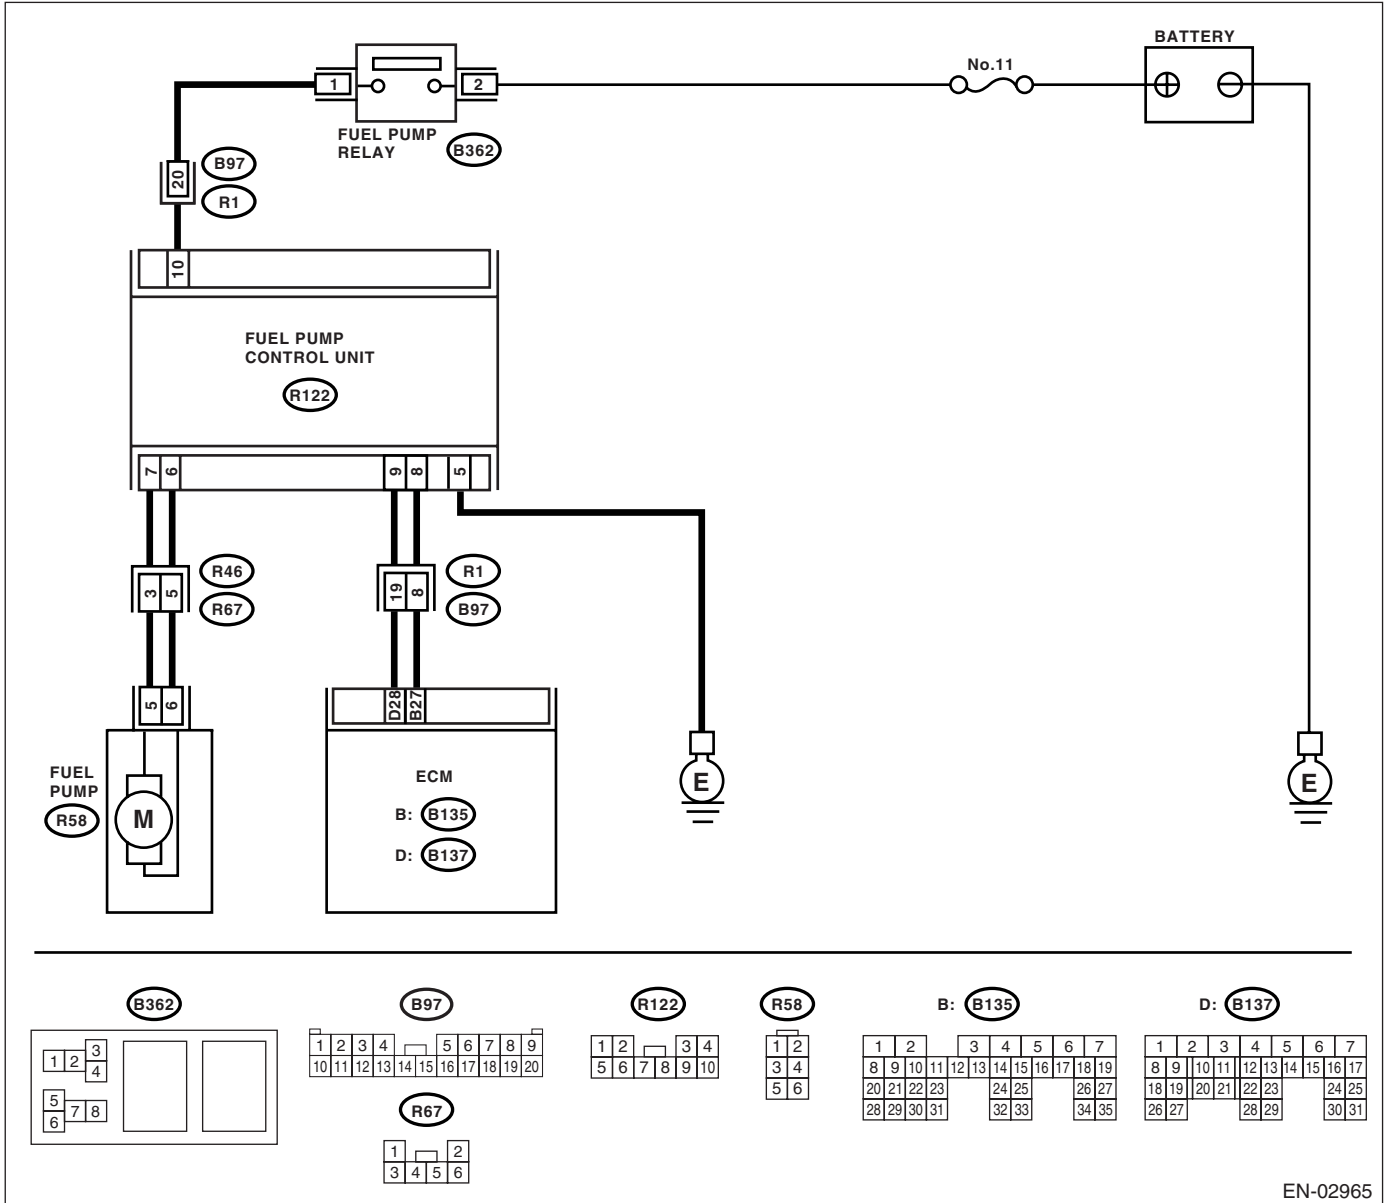 BATTERY
No.11
1
2
FUEL PUMP
RELAY
B362
20
B97
R1
10
FUEL PUMP
CONTROL UNIT
R122
7 6 9 8 5
R46
R67
3 5
R1
B97
19 8
5 6
D28 B27
FUEL
PUMP
R58
M
ECM
B: B135
D: B137
E
E
B362
1 2 3 4
5 6 7 8
B97
1 2 3 4 5 6 7 8 9
10 11 12 13 14 15 16 17 18 19 20
R67
1 2
3 4 5 6
R122
1 2 3 4
5 6 7 8 9 10
R58
1 2
3 4
5 6
B: B135
1 2 3 4 5 6 7
8 9 10 11 12 13 14 15 16 17 18 19
20 21 22 23 24 25 26 27
28 29 30 31 32 33 34 35
D: B137
1 2 3 4 5 6 7
8 9 10 11 12 13 14 15 16 17
18 19 20 21 22 23 24 25
26 27 28 29 30 31
EN-02965